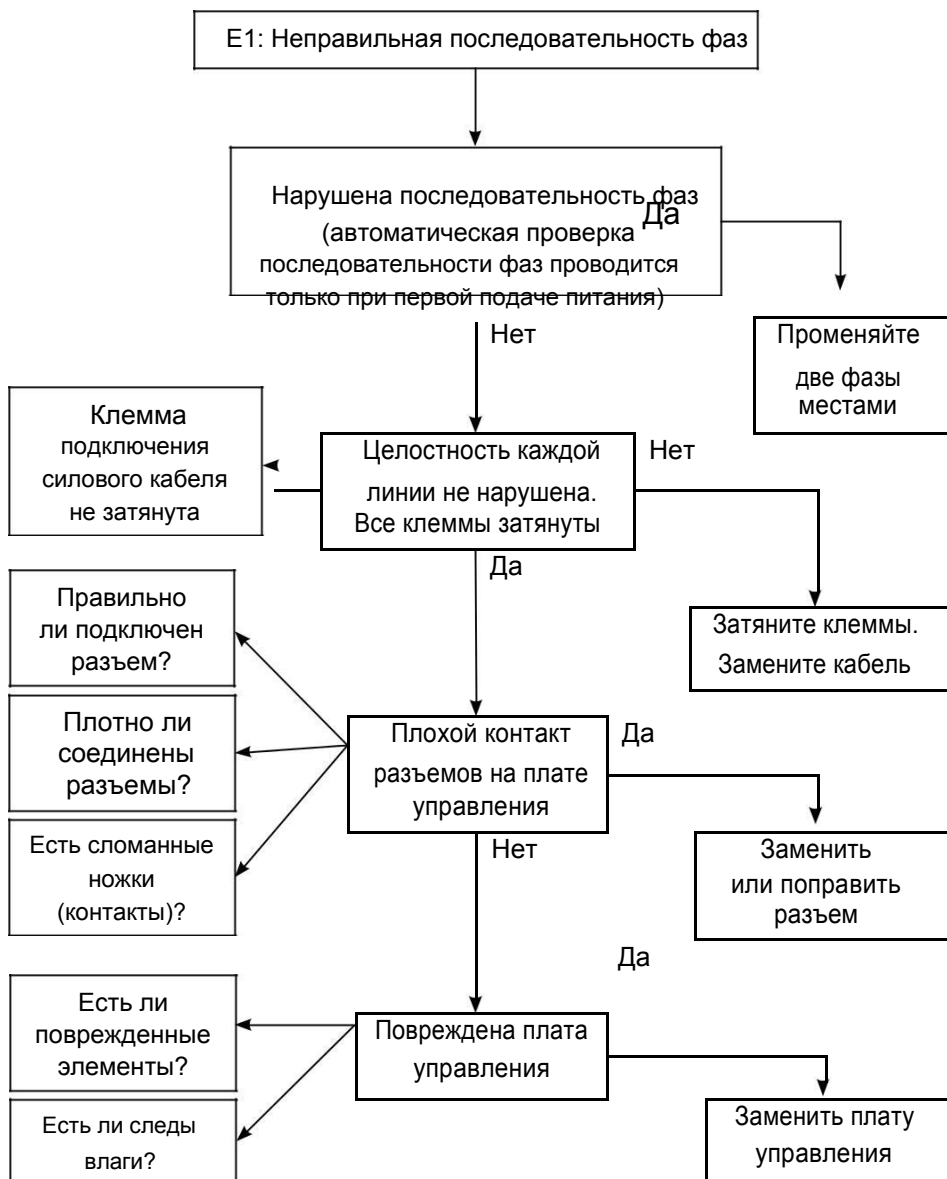 E1: Неправильная последовательность фаз
Нарушена последовательность фаз
Да
(автоматическая проверка
последовательности фаз проводится
только при первой подаче питания)
Нет
Променяйте
две фазы
местами
Клемма
подключения
силового кабеля
не затянута
Целостность каждой
линии не нарушена.
Все клеммы затянуты
Нет
Да
Затяните клеммы.
Замените кабель
Правильно
ли подключен
разъем?
Плотно ли
соединены
разъемы?
Есть сломанные
ножки
(контакты)?
Плохой контакт
разъемов на плате
управления
Да
Нет
Заменить
или поправить
разъем
Да
Есть ли
поврежденные
элементы?
Есть ли следы
влаги?
Повреждена плата
управления
Заменить плату
управления